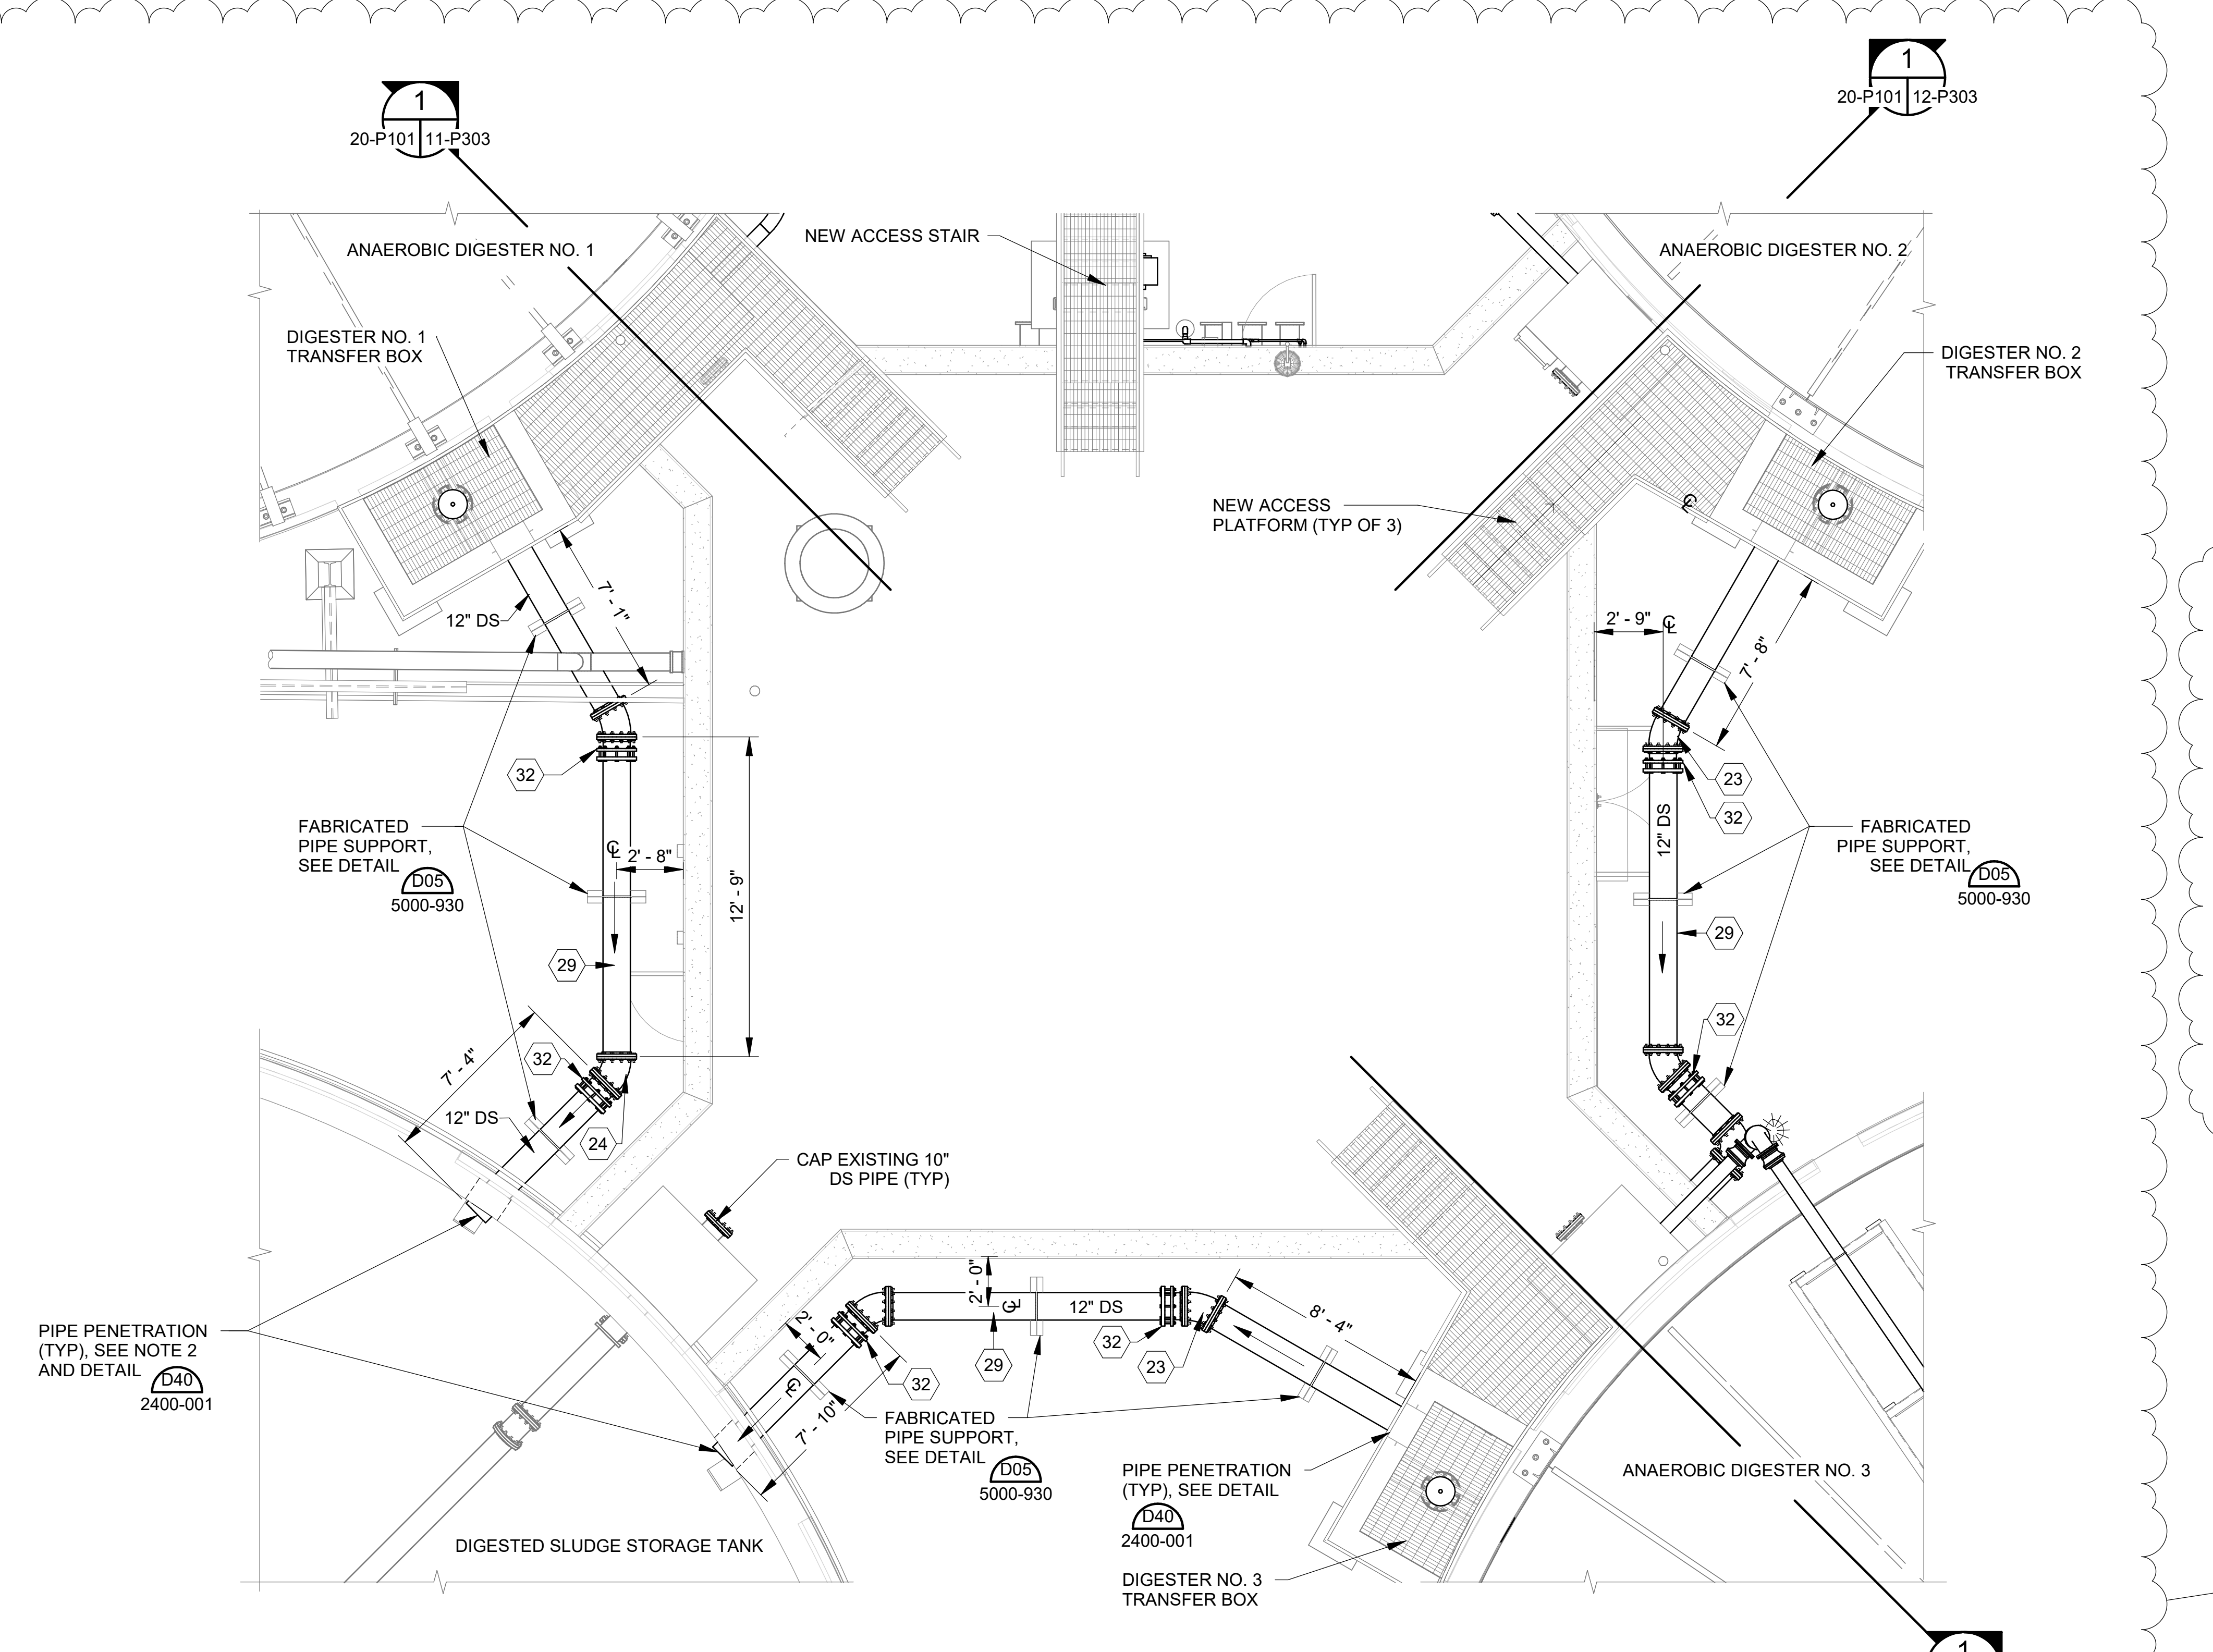 1
20-P101 11-P303
1
20-P101 12-P303
NEW ACCESS STAIR
ANAEROBIC DIGESTER NO. 1
ANAEROBIC DIGESTER NO. 2
DIGESTER NO. 1
TRANSFER BOX
DIGESTER NO. 2
TRANSFER BOX
NEW ACCESS
PLATFORM (TYP OF 3)
CL
7' - 1"
12" DS
2' - 9"
CL
7' - 8"
32
23
32
FABRICATED
PIPE SUPPORT,
SEE DETAIL
D05
5000-930
CL
2' - 8"
12' - 9"
12" DS
FABRICATED
PIPE SUPPORT,
SEE DETAIL
D05
5000-930
29
29
32
7' - 4"
32
12" DS
24
CAP EXISTING 10"
DS PIPE (TYP)
2' - 0"
CL
12" DS
8' - 4"
2' - 0"
PIPE PENETRATION
(TYP), SEE NOTE 2
AND DETAIL
D40
2400-001
32
29
23
32
CL
7' - 10"
FABRICATED
PIPE SUPPORT,
SEE DETAIL
D05
5000-930
PIPE PENETRATION
(TYP), SEE DETAIL
D40
2400-001
ANAEROBIC DIGESTER NO. 3
DIGESTED SLUDGE STORAGE TANK
DIGESTER NO. 3
TRANSFER BOX
1